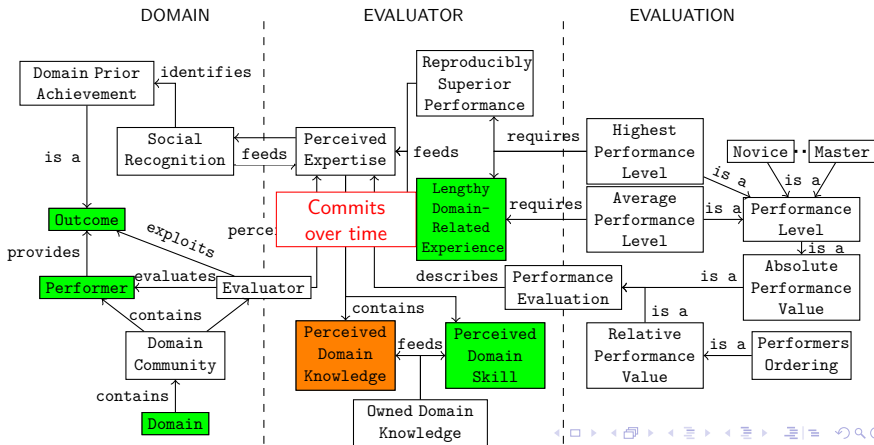 DOMAIN
EVALUATOR
EVALUATION
Domain Prior
Achievement
identifies
Social
Recognition
feeds
is a
Outcome
exploits
provides
Performer
evaluates
Evaluator
contains
Domain
Community
contains
Domain
Reproducibly
Superior
Performance
Perceived
Expertise
feeds
Commits
over time
Lengthy
Domain-
Related
Experience
requires
requires
describes
contains
Perceived
Domain
Knowledge
feeds
Perceived
Domain
Skill
Owned Domain
Knowledge
Highest
Performance
Level
Novice
Master
is a
is a
Average
Performance
Level
is a
Performance
Level
is a
Performance
Evaluation
is a
Absolute
Performance
Value
is a
Relative
Performance
Value
is a
Performers
Ordering